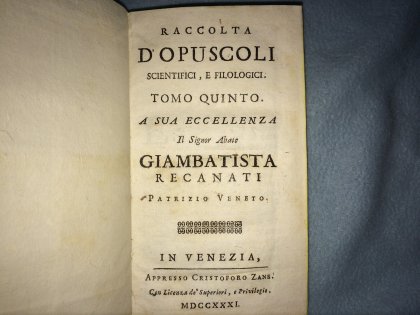 RACCOLTA
D'OPUSCOLI
SCIENTIFICI, E FILOLOGICI.
TOMO QUINTO.
A SUA ECCELLENZA
Il Signor Abate
GIAMBATISTA
RECANATI
PATRIZIO VENETO.
IN VENEZIA,
APPRESSO CRISTOFORO ZANE.
Con Licenza de' Superiori, e Privilegio.
MDCCXXXI.